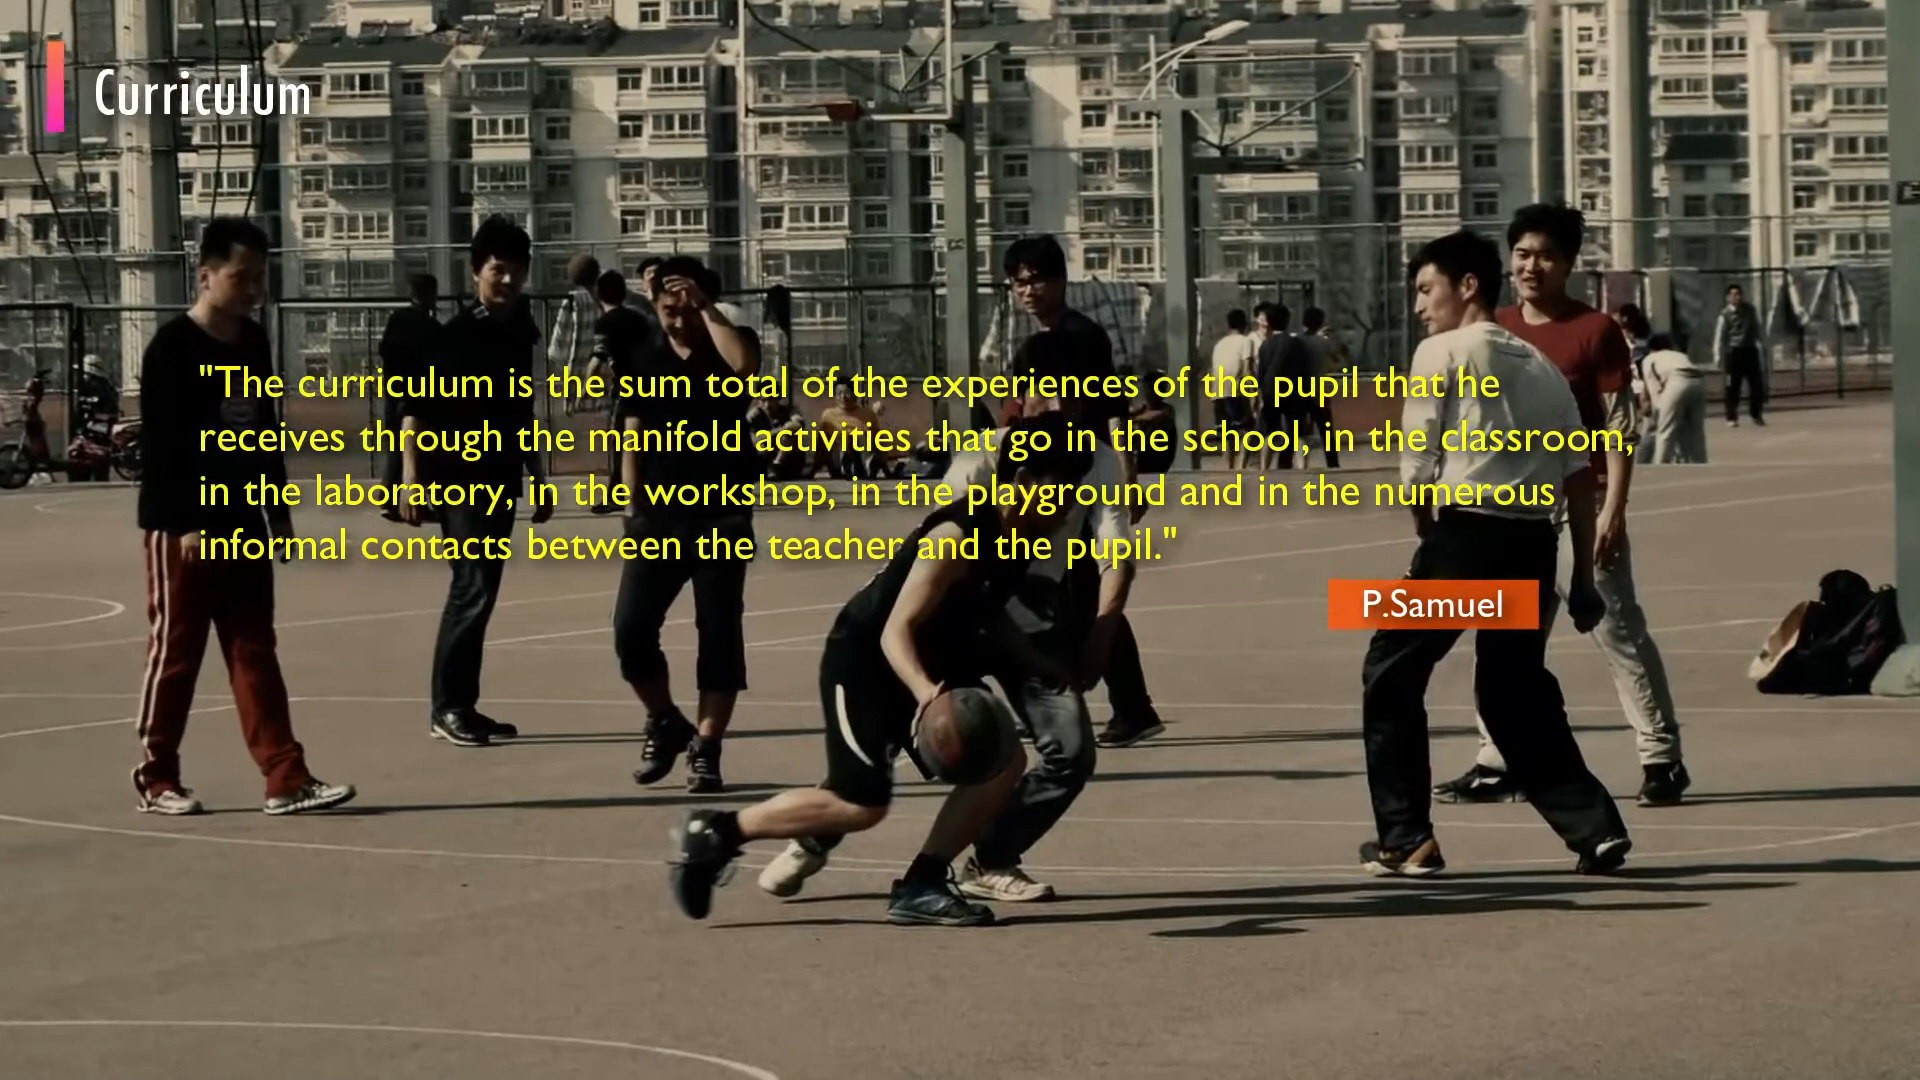 Curriculum
"The curriculum is the sum total of the experiences of the pupil that he
receives through the manifold activities that go in the school, in the classroom,
in the laboratory, in the workshop, in the playground and in the numerous
informal contacts between the teacher and the pupil."
P.Samuel